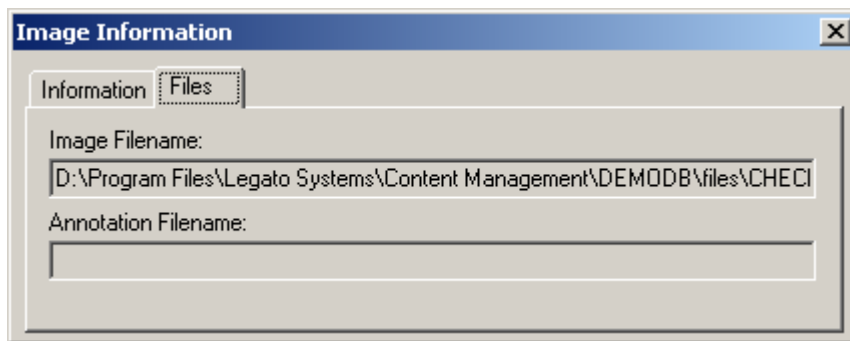 Image Information
Information Files
Image Filename:
D:\Program Files\Legato Systems\Content Management\DEMODB\files\CHECI
Annotation Filename: